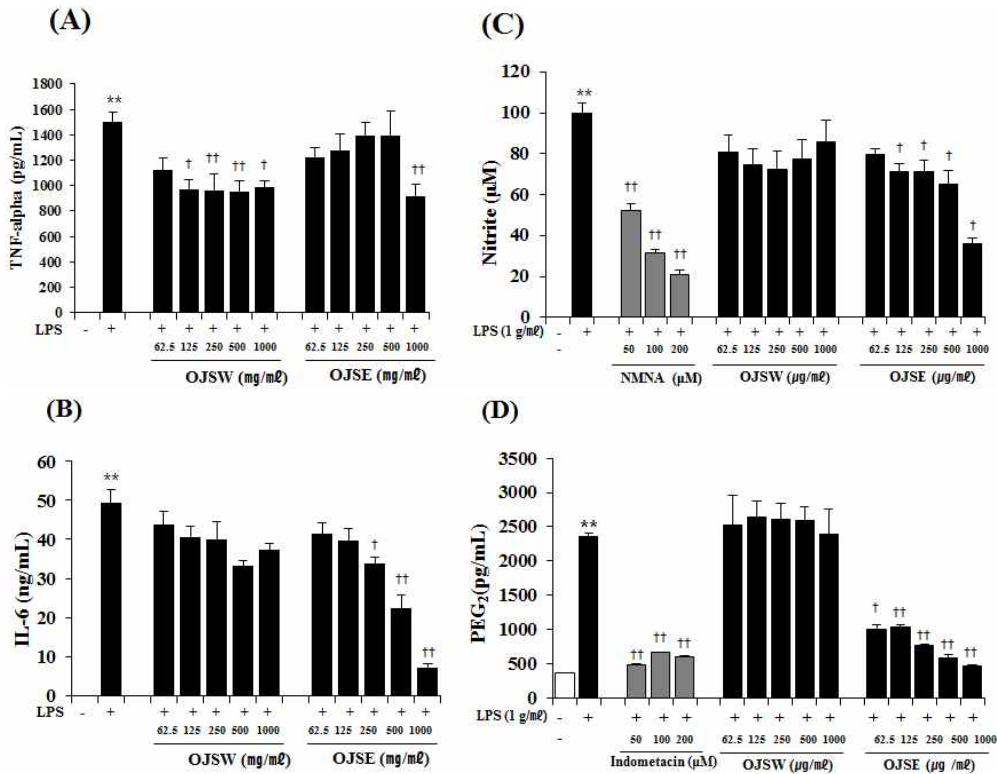 (A)
TNF-alpha (pg/mL)
1800
1600
1400
1200
1000
800
600
400
200
0
**
† †† †† †
††
LPS - + + + + + + + + + + +
62.5 125 250 500 1000 62.5 125 250 500 1000
OJSW (㎎/㎖) OJSE (㎎/㎖)
(B)
IL-6 (ng/mL)
60
50
40
30
20
10
0
**
† †† ††
LPS - + + + + + + + + + + +
62.5 125 250 500 1000 62.5 125 250 500 1000
OJSW (㎎/㎖) OJSE (㎎/㎖)
(C)
Nitrite (μM)
120
100
80
60
40
20
0
**
†† †† ††
† † † †
LPS (1 g/㎖) - + + + + + + + + + + + + + +
- 50 100 200 62.5 125 250 500 1000 62.5 125 250 500 1000
NMNA (μM) OJSW (μg/㎖) OJSE (μg/㎖)
(D)
PEG₂(pg/mL)
3500
3000
2500
2000
1500
1000
500
0
**
†† †† ††
† †† †† †† ††
LPS (1 g/㎖) - + + + + + + + + + + + + + +
- 50 100 200 62.5 125 250 500 1000 62.5 125 250 500 1000
Indometacin (μM) OJSW (μg/㎖) OJSE (μg /㎖)